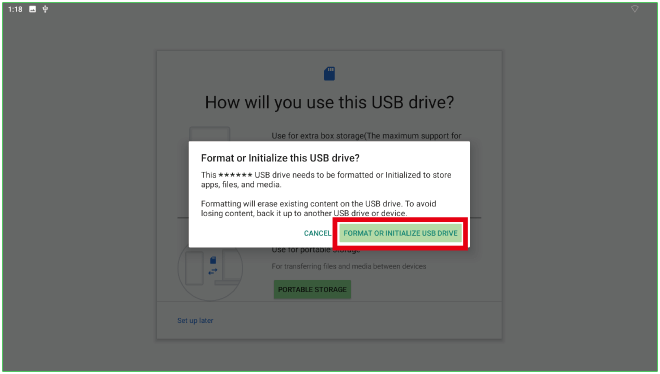 1:18
How will you use this USB drive?
Use for extra box storage(The maximum support for
Format or Initialize this USB drive?
This ★★★★★★ USB drive needs to be formatted or Initialized to store
apps, files, and media.
Formatting will erase existing content on the USB drive. To avoid
losing content, back it up to another USB drive or device.
CANCEL FORMAT OR INITIALIZE USB DRIVE
Use for portable storage
For transferring files and media between devices
PORTABLE STORAGE
Set up later